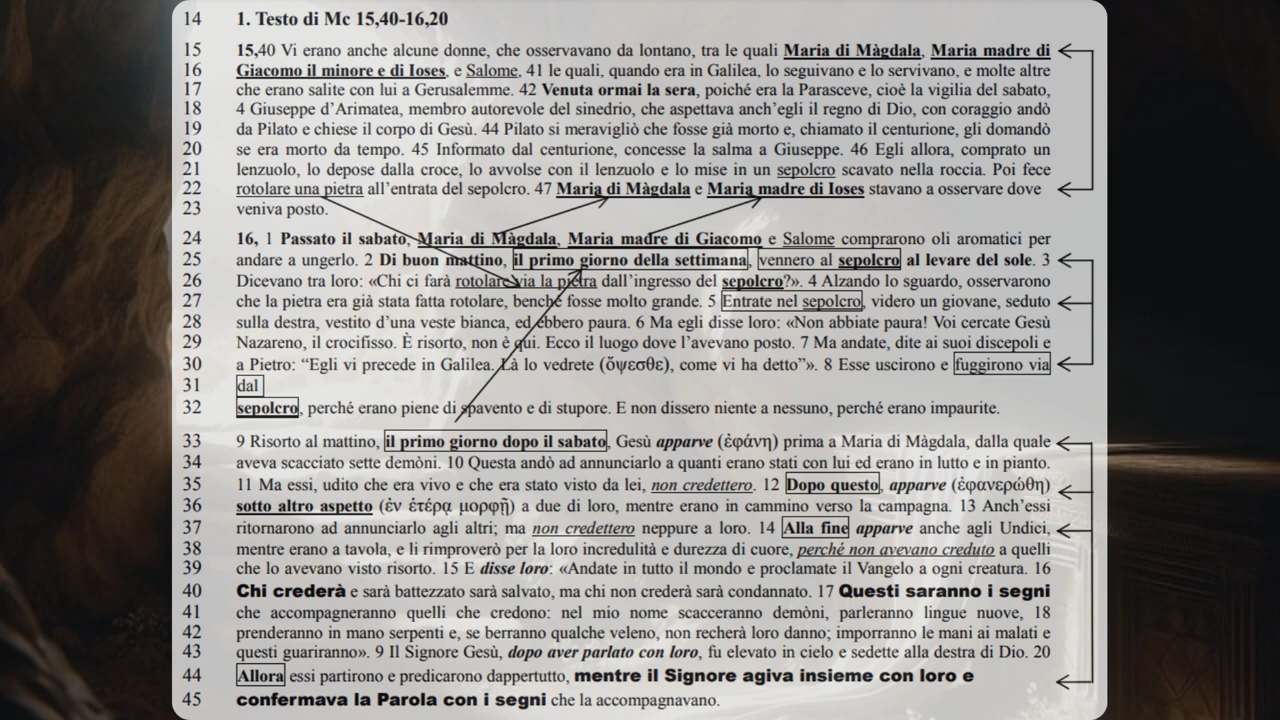 14 1. Testo di Mc 15,40-16,20
15 15,40 Vi erano anche alcune donne, che osservavano da lontano, tra le quali Maria di Màgdala, Maria madre di
16 Giacomo il minore e di Ioses, e Salome, 41 le quali, quando era in Galilea, lo seguivano e lo servivano, e molte altre
17 che erano salite con lui a Gerusalemme. 42 Venuta ormai la sera, poiché era la Parasceve, cioè la vigilia del sabato,
18 4 Giuseppe d'Arimatea, membro autorevole del sinedrio, che aspettava anch'egli il regno di Dio, con coraggio andò
19 da Pilato e chiese il corpo di Gesù. 44 Pilato si meravigliò che fosse già morto e, chiamato il centurione, gli domandò
20 se era morto da tempo. 45 Informato dal centurione, concesse la salma a Giuseppe. 46 Egli allora, comprato un
21 lenzuolo, lo depose dalla croce, lo avvolse con il lenzuolo e lo mise in un sepolcro scavato nella roccia. Poi fece
22 rotolare una pietra all'entrata del sepolcro. 47 Maria di Màgdala e Maria madre di Ioses stavano a osservare dove
23 veniva posto.
24 16, 1 Passato il sabato, Maria di Màgdala, Maria madre di Giacomo e Salome comprarono oli aromatici per
25 andare a ungerlo. 2 Di buon mattino, il primo giorno della settimana, vennero al sepolcro al levare del sole. 3
26 Dicevano tra loro: «Chi ci farà rotolare via la pietra dall'ingresso del sepolcro?». 4 Alzando lo sguardo, osservarono
27 che la pietra era già stata fatta rotolare, benché fosse molto grande. 5 Entrate nel sepolcro, videro un giovane, seduto
28 sulla destra, vestito d'una veste bianca, ed ebbero paura. 6 Ma egli disse loro: «Non abbiate paura! Voi cercate Gesù
29 Nazareno, il crocifisso. È risorto, non è qui. Ecco il luogo dove l'avevano posto. 7 Ma andate, dite ai suoi discepoli e
30 a Pietro: “Egli vi precede in Galilea. Là lo vedrete (ὄψεσθε), come vi ha detto”». 8 Esse uscirono e fuggirono via
31 dal
32 sepolcro, perché erano piene di spavento e di stupore. E non dissero niente a nessuno, perché erano impaurite.
33 9 Risorto al mattino, il primo giorno dopo il sabato, Gesù apparve (ἐφάνη) prima a Maria di Màgdala, dalla quale
34 aveva scacciato sette demòni. 10 Questa andò ad annunciarlo a quanti erano stati con lui ed erano in lutto e in pianto.
35 11 Ma essi, udito che era vivo e che era stato visto da lei, non credettero. 12 Dopo questo, apparve (ἐφανερώθη)
36 sotto altro aspetto (ἐν ἑτέρᾳ μορφῇ) a due di loro, mentre erano in cammino verso la campagna. 13 Anch'essi
37 ritornarono ad annunciarlo agli altri; ma non credettero neppure a loro. 14 Alla fine apparve anche agli Undici,
38 mentre erano a tavola, e li rimproverò per la loro incredulità e durezza di cuore, perché non avevano creduto a quelli
39 che lo avevano visto risorto. 15 E disse loro: «Andate in tutto il mondo e proclamate il Vangelo a ogni creatura. 16
40 Chi crederà e sarà battezzato sarà salvato, ma chi non crederà sarà condannato. 17 Questi saranno i segni
41 che accompagneranno quelli che credono: nel mio nome scacceranno demòni, parleranno lingue nuove, 18
42 prenderanno in mano serpenti e, se berranno qualche veleno, non recherà loro danno; imporranno le mani ai malati e
43 questi guariranno». 9 Il Signore Gesù, dopo aver parlato con loro, fu elevato in cielo e sedette alla destra di Dio. 20
44 Allora essi partirono e predicarono dappertutto, mentre il Signore agiva insieme con loro e
45 confermava la Parola con i segni che la accompagnavano.